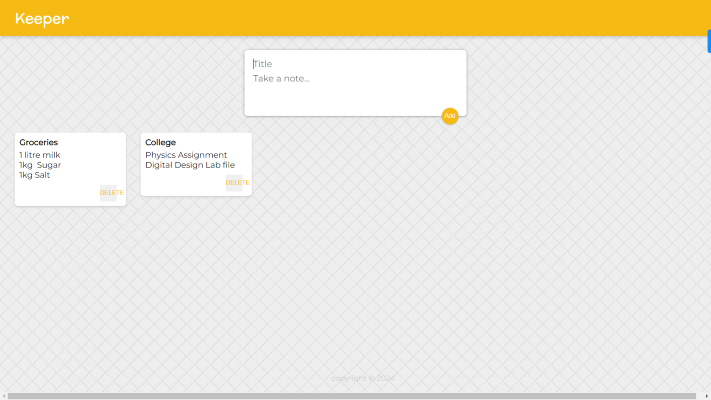 Keeper
Title
Take a note...
Add
Groceries
1 litre milk
1kg Sugar
1kg Salt
DELETE
College
Physics Assignment
Digital Design Lab file
DELETE
copyright © 2024